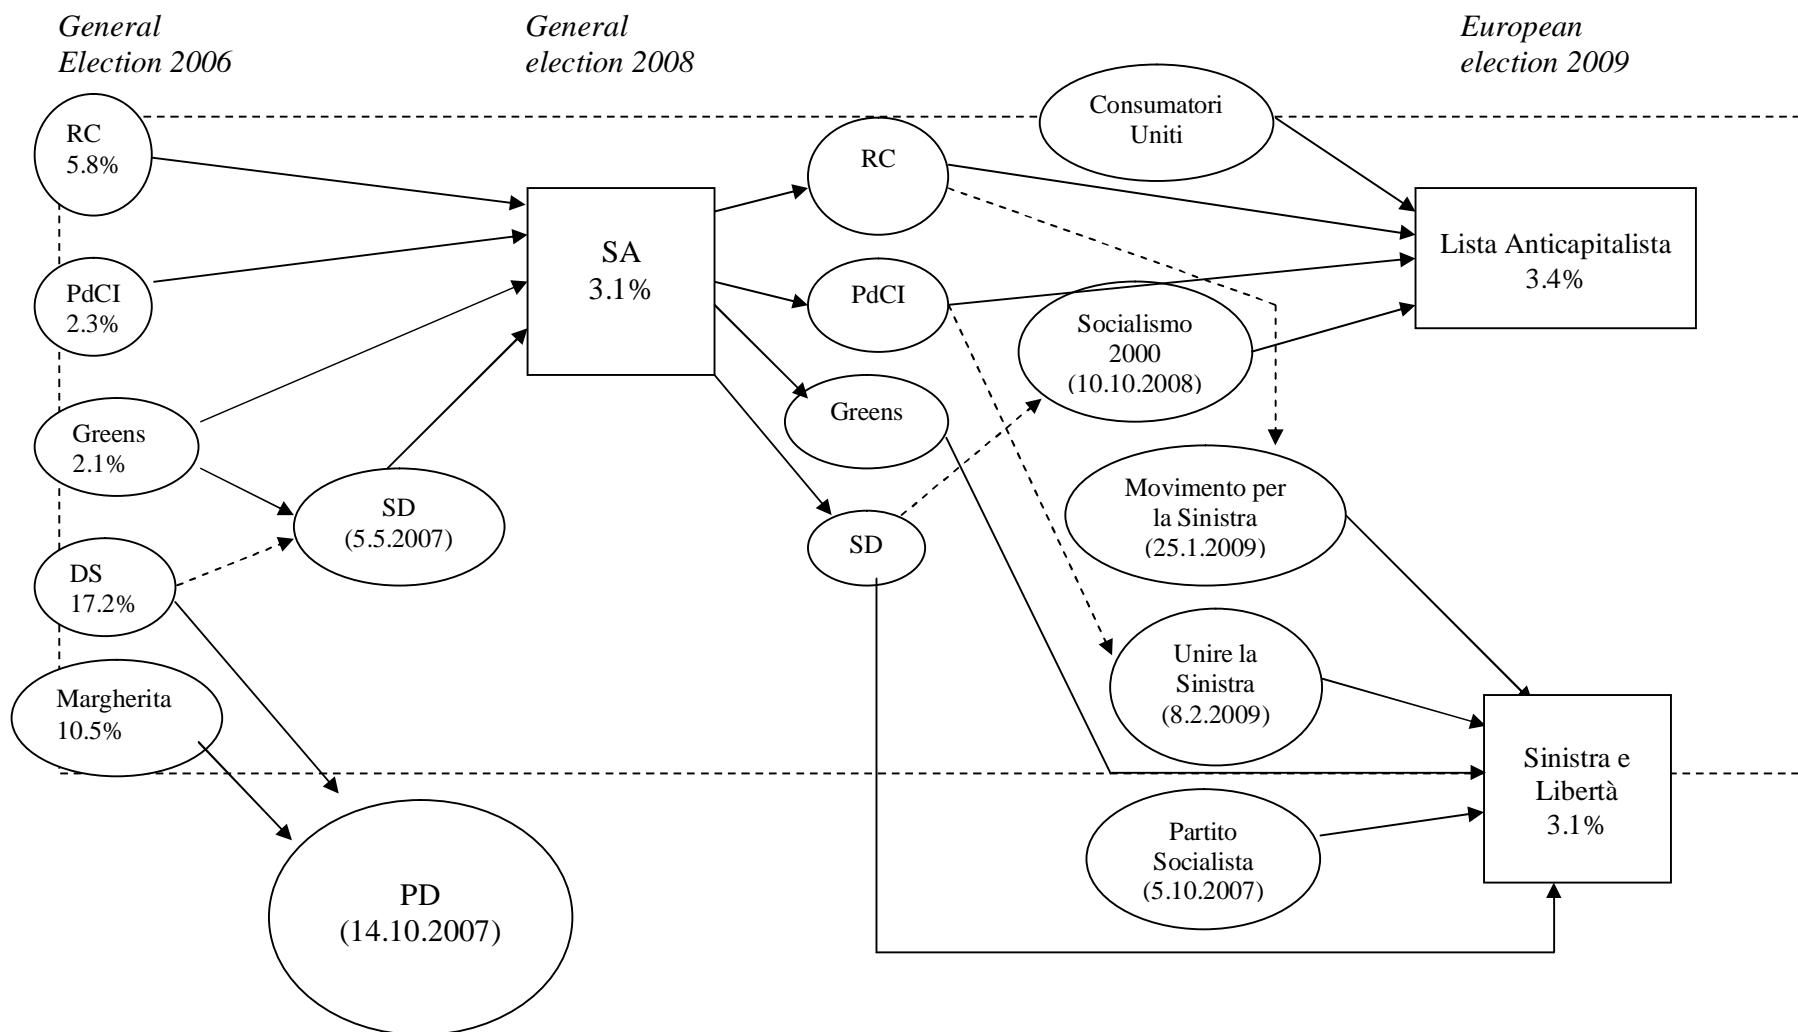 General
Election 2006
General
election 2008
European
election 2009
RC
5.8%
PdCI
2.3%
Greens
2.1%
DS
17.2%
Margherita
10.5%
SD
(5.5.2007)
PD
(14.10.2007)
SA
3.1%
RC
PdCI
Greens
SD
Consumatori
Uniti
Socialismo
2000
(10.10.2008)
Movimento per
la Sinistra
(25.1.2009)
Unire la
Sinistra
(8.2.2009)
Partito
Socialista
(5.10.2007)
Lista Anticapitalista
3.4%
Sinistra e
Libertà
3.1%